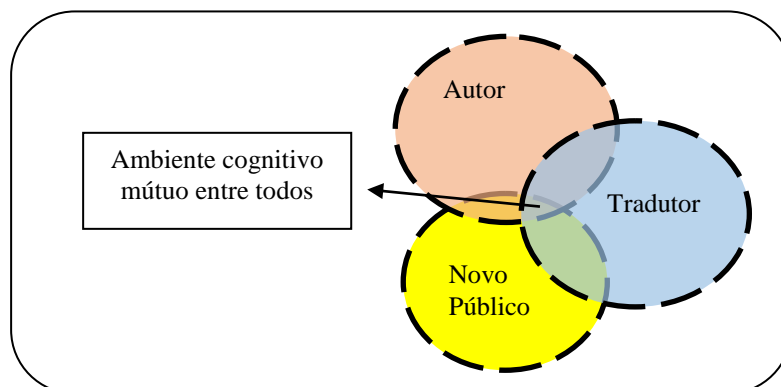 Autor
Ambiente cognitivo
mútuo entre todos
Tradutor
Novo
Público